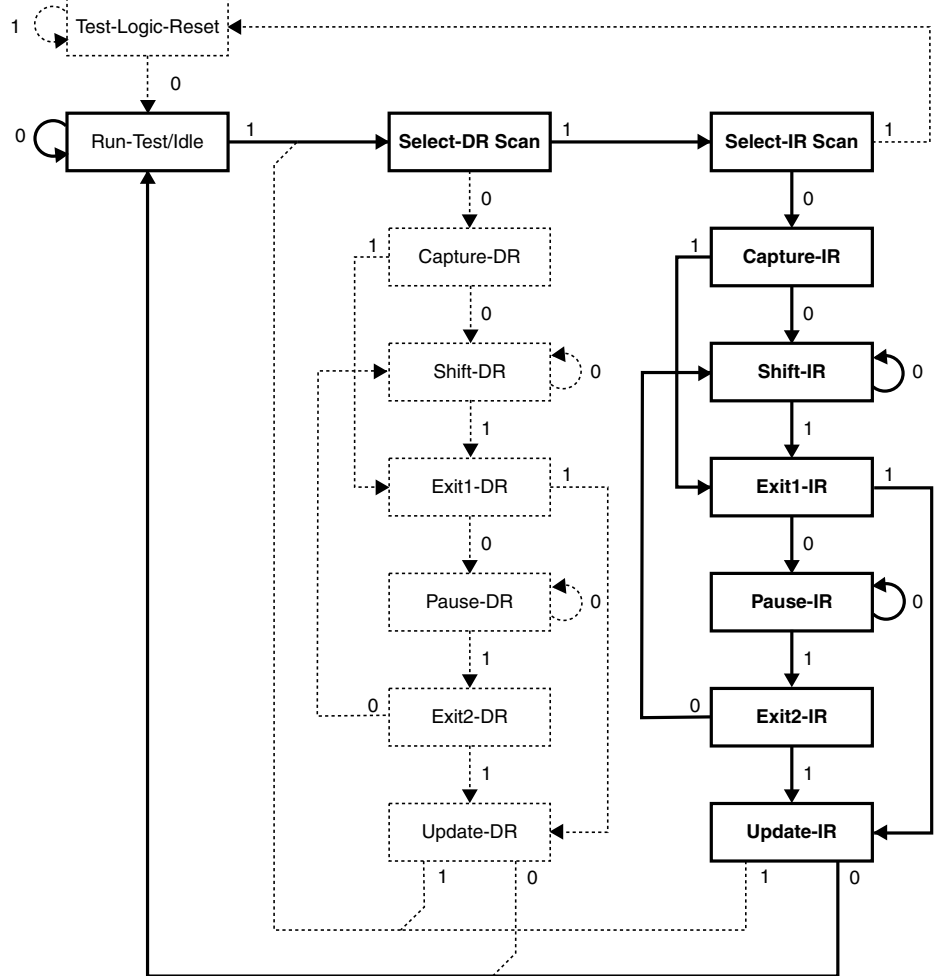 1
Test-Logic-Reset
0
0
Run-Test/Idle
1
Select-DR Scan
1
Select-IR Scan
1
0
0
1
Capture-DR
1
Capture-IR
0
0
Shift-DR
0
Shift-IR
0
1
1
Exit1-DR
1
Exit1-IR
1
0
0
Pause-DR
0
Pause-IR
0
1
1
0
Exit2-DR
0
Exit2-IR
1
1
Update-DR
Update-IR
1
0
1
0